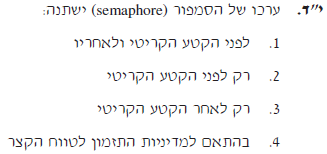 י״ד. ערכו של הסמפור (semaphore) ישתנה:
1. לפני הקטע הקריטי ולאחריו
2. רק לפני הקטע הקריטי
3. רק לאחר הקטע הקריטי
4. בהתאם למדיניות התזמון לטווח הקצר